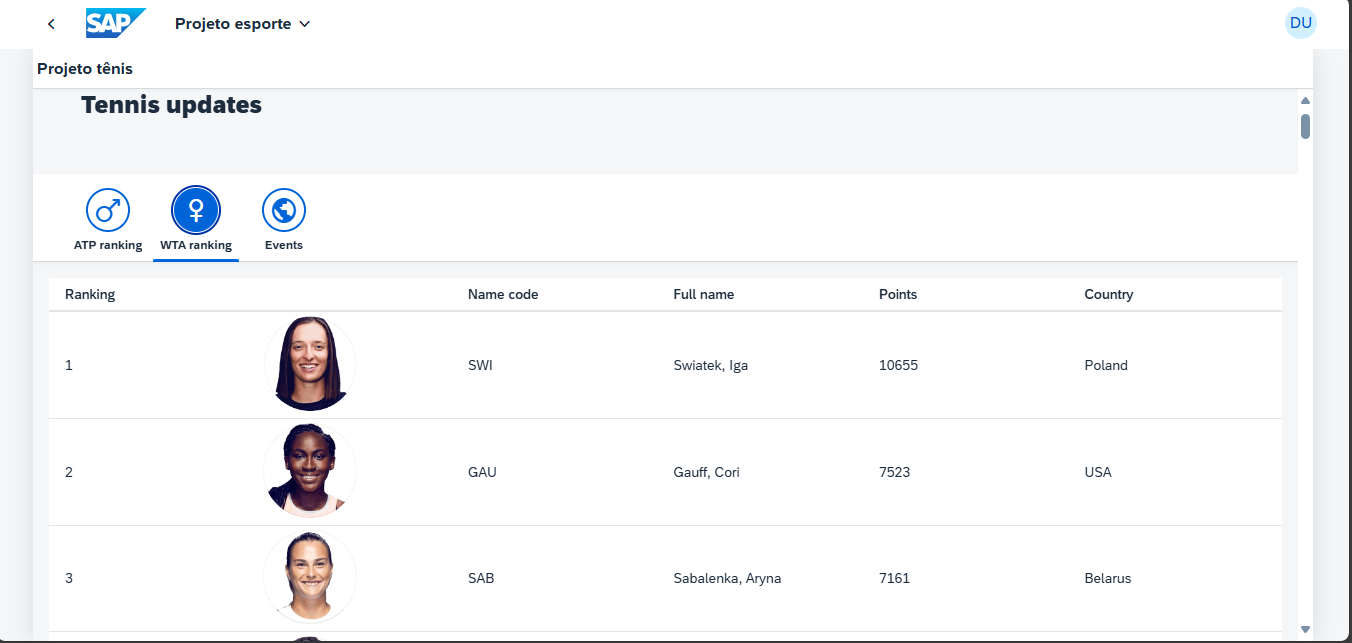 SAP Projeto esporte DU
Projeto tênis
Tennis updates
ATP ranking WTA ranking Events
Ranking Name code Full name Points Country
1 SWI Swiatek, Iga 10655 Poland
2 GAU Gauff, Cori 7523 USA
3 SAB Sabalenka, Aryna 7161 Belarus